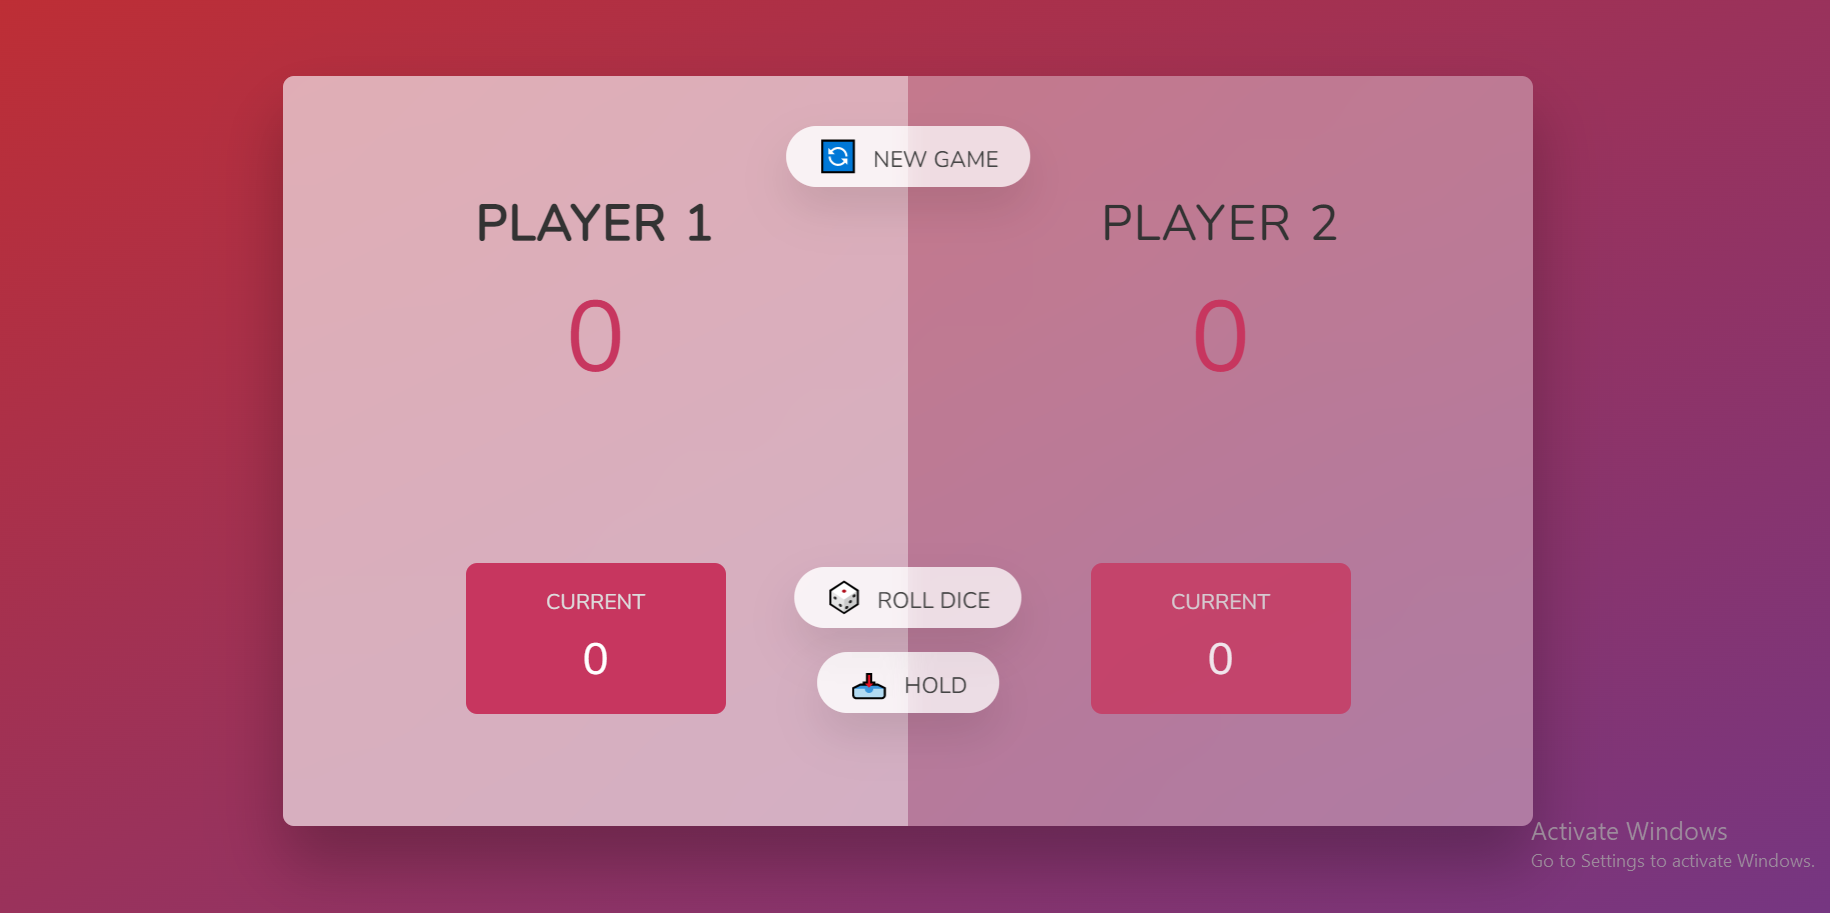 NEW GAME
PLAYER 1
0
PLAYER 2
0
CURRENT
0
ROLL DICE
HOLD
CURRENT
0
Activate Windows
Go to Settings to activate Windows.